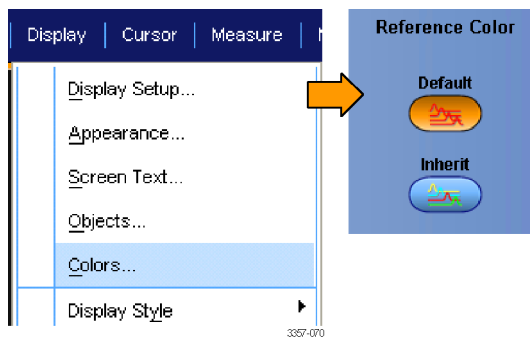 Display Cursor Measure
Display Setup...
Appearance...
Screen Text...
Objects...
Colors...
Display Style
3357-070
Reference Color
Default
Inherit